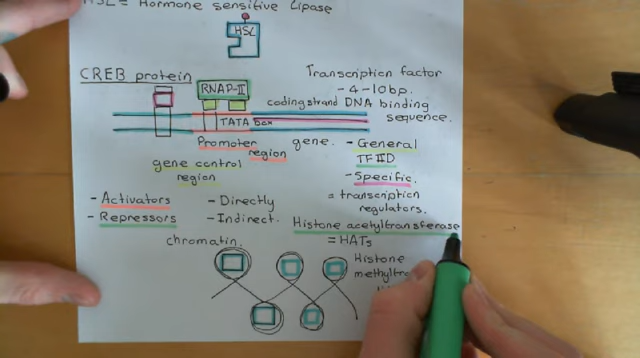 HSL = Hormone sensitive Lipase
HSL
CREB protein
RNAP-II
Transcription factor
- 4-10bp.
coding strand DNA binding
sequence.
TATA box
Promoter
region
gene.
gene control
region
- General
TFIID
- Specific.
= transcription
regulators.
- Activators
- Repressors
- Directly
- Indirect.
Histone acetyltransferase
= HATs
chromatin.
Histone